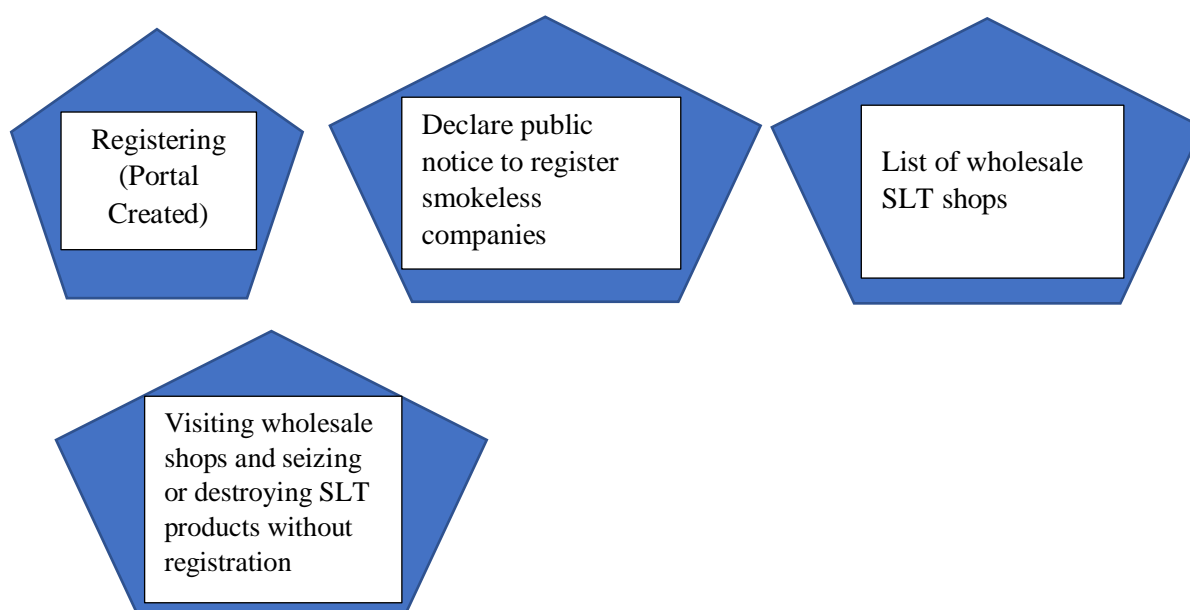 Registering
(Portal
Created)
Declare public
notice to register
smokeless
companies
List of wholesale
SLT shops
Visiting wholesale
shops and seizing
or destroying SLT
products without
registration